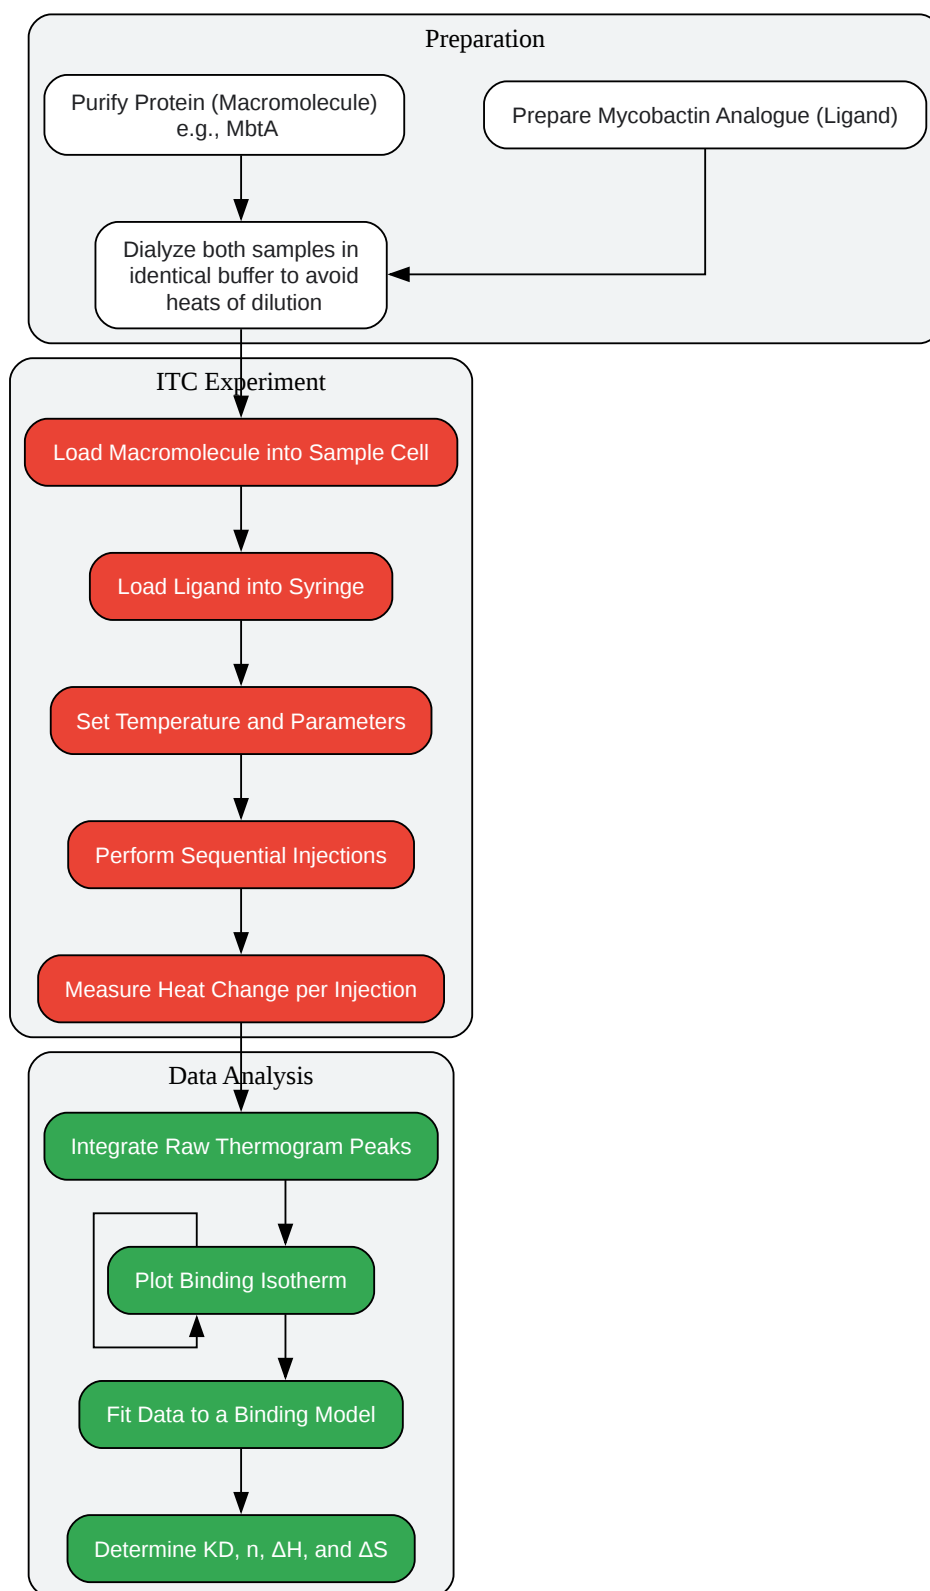 Preparation
Purify Protein (Macromolecule)
e.g., MbtA
Prepare Mycobactin Analogue (Ligand)
Dialyze both samples in
identical buffer to avoid
heats of dilution
ITC Experiment
Load Macromolecule into Sample Cell
Load Ligand into Syringe
Set Temperature and Parameters
Perform Sequential Injections
Measure Heat Change per Injection
Data Analysis
Integrate Raw Thermogram Peaks
Plot Binding Isotherm
Fit Data to a Binding Model
Determine KD, n, ΔH, and ΔS